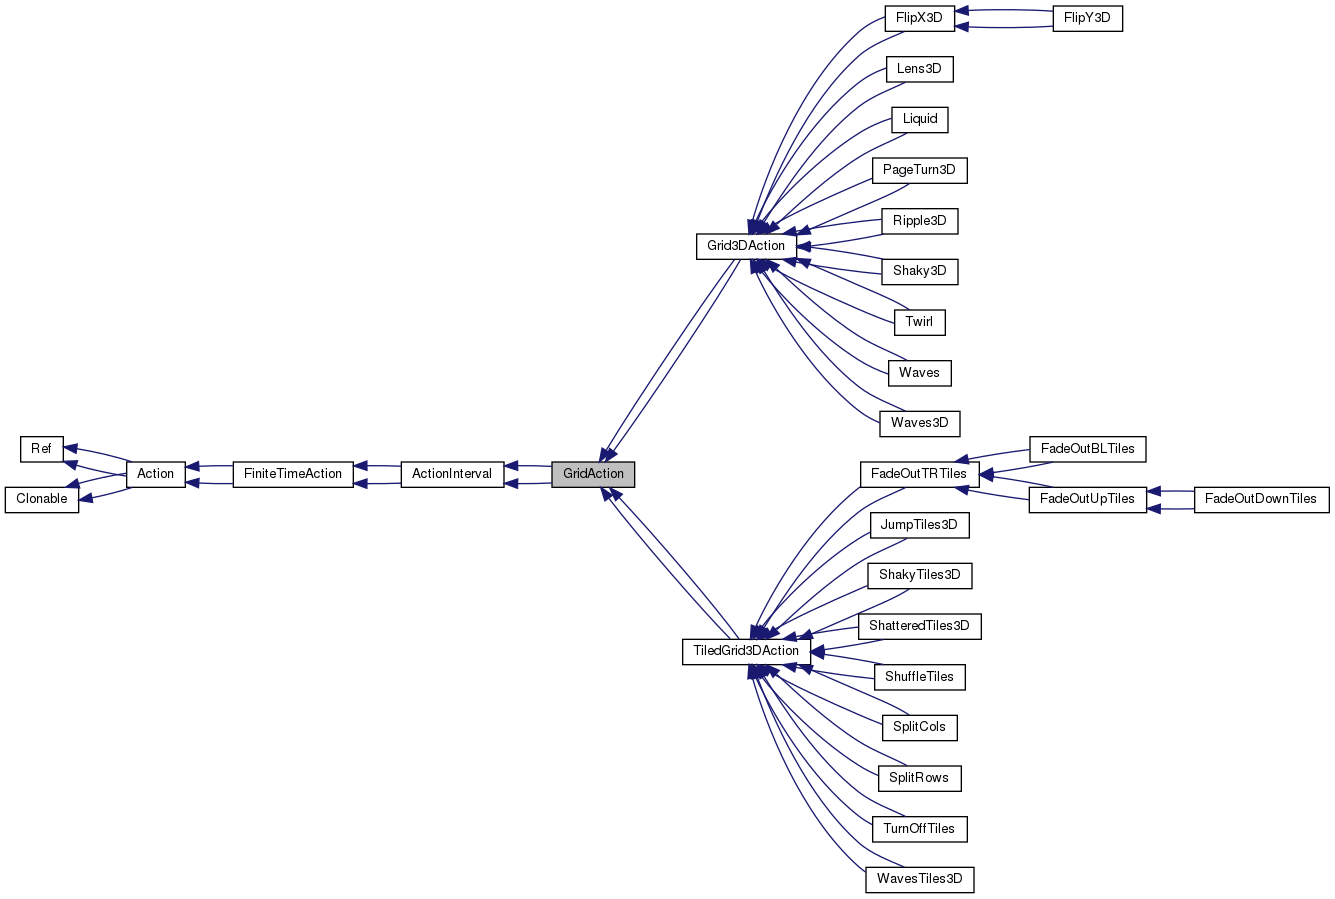 FlipX3D
FlipY3D
Lens3D
Liquid
PageTurn3D
Ripple3D
Grid3DAction
Shaky3D
Twirl
Waves
Waves3D
Ref
Clonable
Action
FiniteTimeAction
ActionInterval
GridAction
FadeOutTRTiles
FadeOutBLTiles
FadeOutUpTiles
FadeOutDownTiles
JumpTiles3D
ShakyTiles3D
ShatteredTiles3D
TiledGrid3DAction
ShuffleTiles
SplitCols
SplitRows
TurnOffTiles
WavesTiles3D